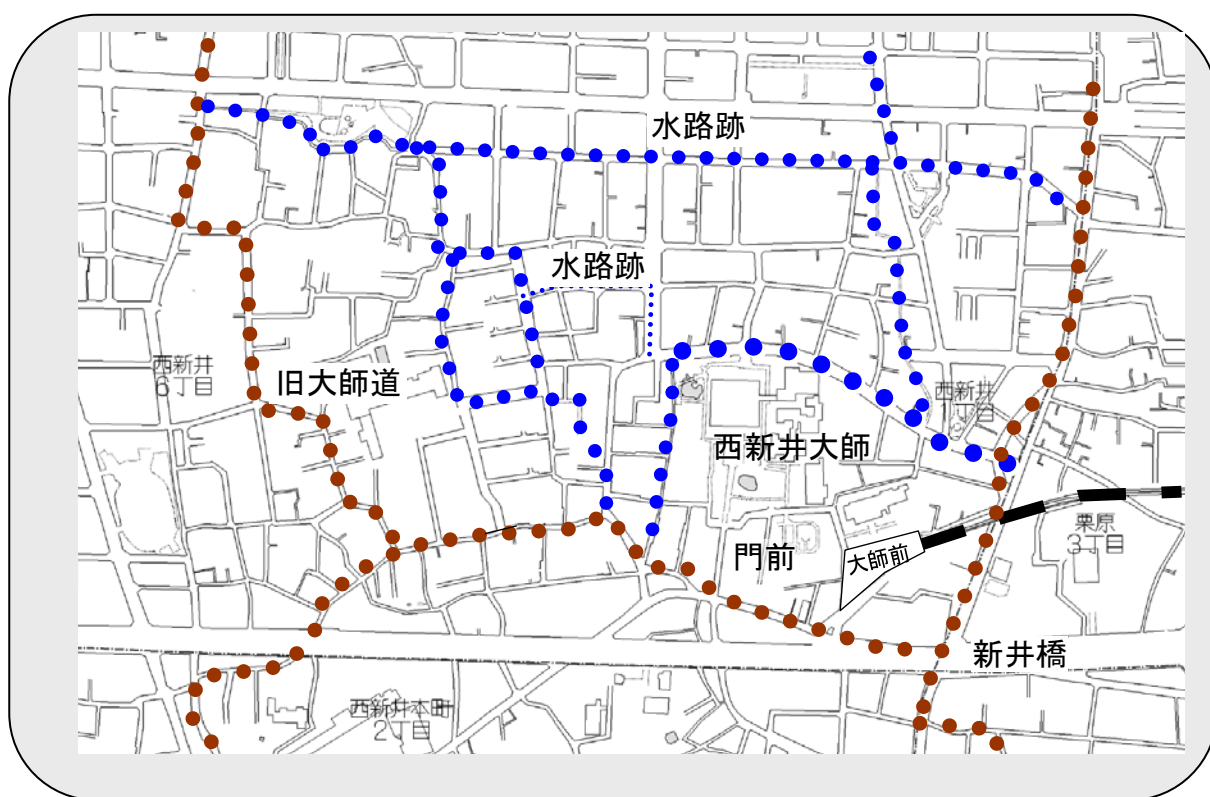 水路跡
水路跡
西新井
6丁目
旧大師道
西新井
1丁目
西新井大師
栗原
3丁目
大師前
門前
新井橋
西新井本町
2丁目